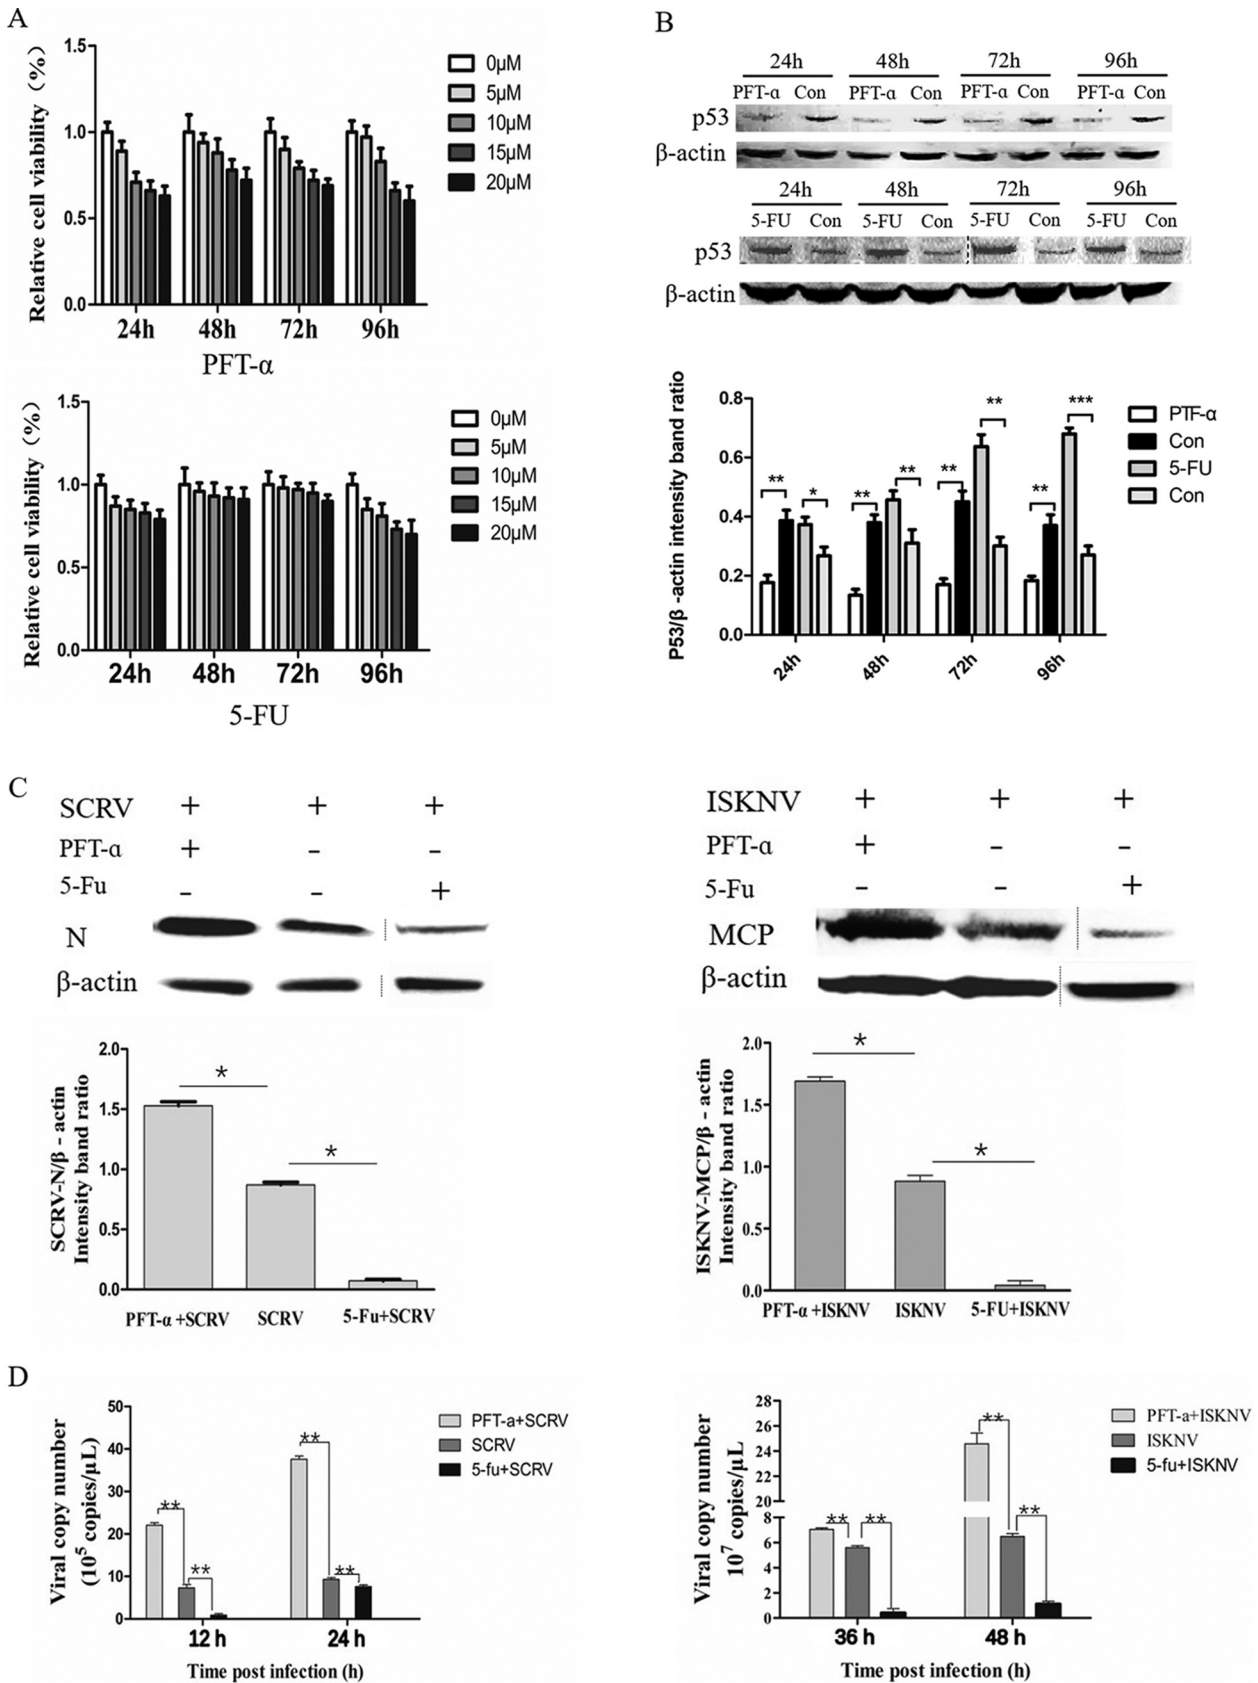 A
Relative cell viability (%)
1.5
1.0
0.5
0.0
24h 48h 72h 96h
PFT-α
0µM
5µM
10µM
15µM
20µM
Relative cell viability (%)
1.5
1.0
0.5
0.0
24h 48h 72h 96h
5-FU
0µM
5µM
10µM
15µM
20µM
B
24h 48h 72h 96h
PFT-α Con PFT-α Con PFT-α Con PFT-α Con
p53
β-actin
24h 48h 72h 96h
5-FU Con 5-FU Con 5-FU Con 5-FU Con
p53
β-actin
P53/β -actin intensity band ratio
0.8
0.6
0.4
0.2
0.0
** * ** ** ** ** ** ***
24h 48h 72h 96h
PTF-α
Con
5-FU
Con
C
SCRV + + +
PFT-α + - -
5-Fu - - +
N
β-actin
SCRV-N/β - actin
Intensity band ratio
2.0
1.5
1.0
0.5
0.0
* *
PFT-α +SCRV SCRV 5-Fu+SCRV
ISKNV + + +
PFT-α + - -
5-Fu - - +
MCP
β-actin
ISKNV-MCP/β - actin
Intensity band ratio
2.0
1.5
1.0
0.5
0.0
* *
PFT-α +ISKNV ISKNV 5-FU+ISKNV
D
Viral copy number
(10⁵ copies/µL)
50
40
30
20
10
0
** ** ** **
12 h 24 h
Time post infection (h)
PFT-a+SCRV
SCRV
5-fu+SCRV
Viral copy number
10⁷ copies/µL
28
26
24
22
20
8
6
4
2
0
** ** ** **
36 h 48 h
Time post infection (h)
PFT-a+ISKNV
ISKNV
5-fu+ISKNV